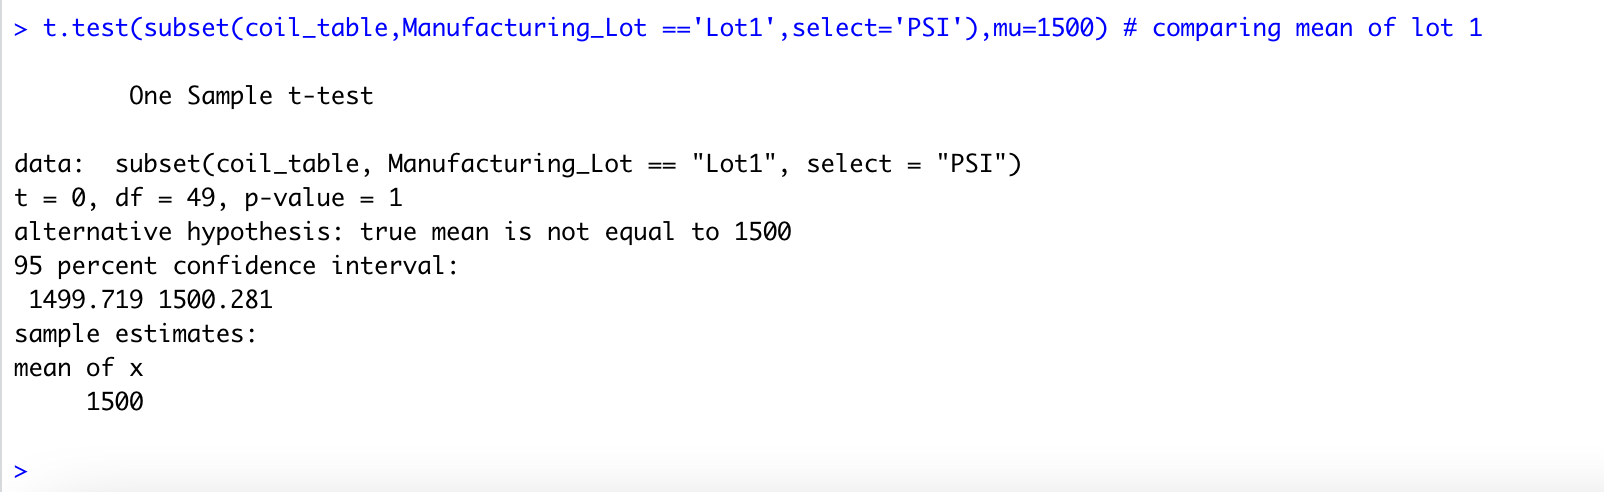 > t.test(subset(coil_table,Manufacturing_Lot =='Lot1',select='PSI'),mu=1500) # comparing mean of lot 1
One Sample t-test
data:  subset(coil_table, Manufacturing_Lot == "Lot1", select = "PSI")
t = 0, df = 49, p-value = 1
alternative hypothesis: true mean is not equal to 1500
95 percent confidence interval:
1499.719 1500.281
sample estimates:
mean of x
1500
>